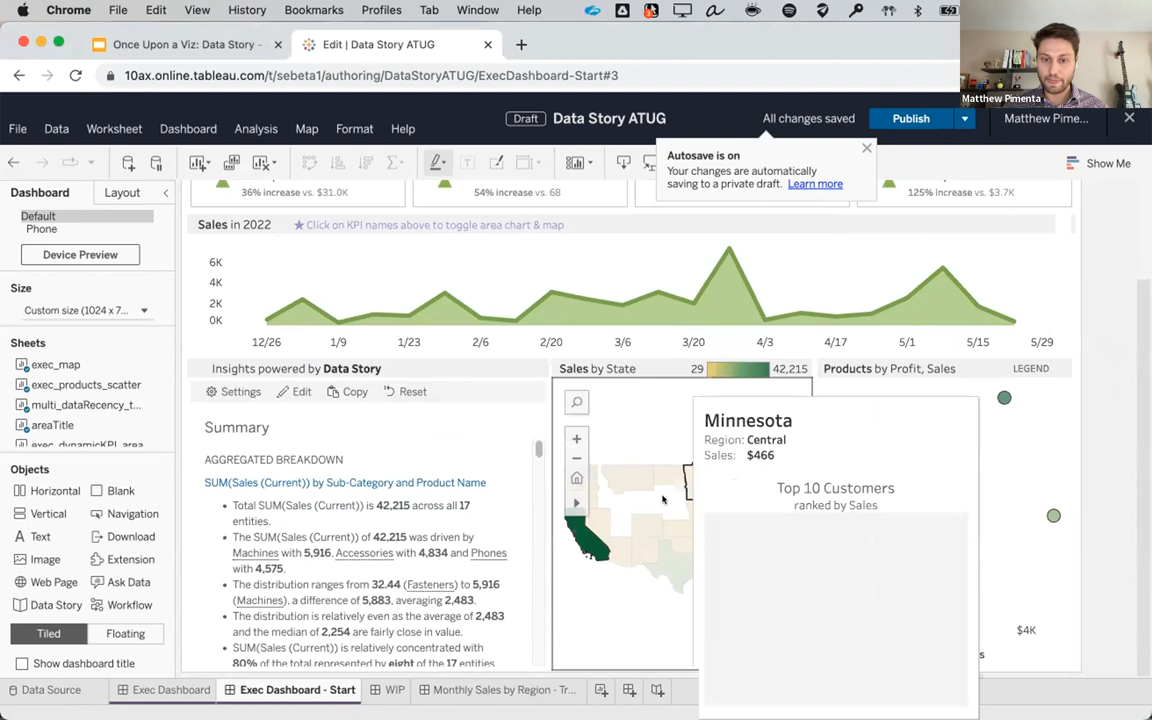 Chrome File Edit View History Bookmarks Profiles Tab Window Help
Once Upon a Viz: Data Story -
Edit | Data Story ATUG
10ax.online.tableau.com/t/sebeta1/authoring/DataStoryATUG/ExecDashboard-Start#3
Matthew Pimenta
Draft Data Story ATUG All changes saved Publish Matthew Pime...
File Data Worksheet Dashboard Analysis Map Format Help
Autosave is on
Your changes are automatically
saving to a private draft. Learn more
Show Me
Dashboard Layout
Default
Phone
Device Preview
Size
Custom size (1024 x 7...
Sheets
exec_map
exec_products_scatter
multi_dataRecency_t...
areaTitle
exec_dynamicKPI_area
Objects
Horizontal Blank
Vertical Navigation
Text Download
Image Extension
Web Page Ask Data
Data Story Workflow
Tiled Floating
Show dashboard title
36% increase vs. $31.0K
54% increase vs. 68
125% increase vs. $3.7K
Sales in 2022 ★Click on KPI names above to toggle area chart & map
6K
4K
2K
0K
12/26 1/9 1/23 2/6 2/20 3/6 3/20 4/3 4/17 5/1 5/15 5/29
Insights powered by Data Story
Settings Edit Copy Reset
Summary
AGGREGATED BREAKDOWN
SUM(Sales (Current)) by Sub-Category and Product Name
• Total SUM(Sales (Current)) is 42,215 across all 17
entities.
• The SUM(Sales (Current)) of 42,215 was driven by
Machines with 5,916, Accessories with 4,834 and Phones
with 4,575.
• The distribution ranges from 32.44 (Fasteners) to 5,916
(Machines), a difference of 5,883, averaging 2,483.
• The distribution is relatively even as the average of 2,483
and the median of 2,254 are fairly close in value.
• SUM(Sales (Current)) is relatively concentrated with
80% of the total represented by eight of the 17 entities
Sales by State 29 42,215
Products by Profit, Sales LEGEND
Minnesota
Region: Central
Sales: $466
Top 10 Customers
ranked by Sales
$4K
s
Data Source Exec Dashboard Exec Dashboard - Start WIP Monthly Sales by Region - Tr...